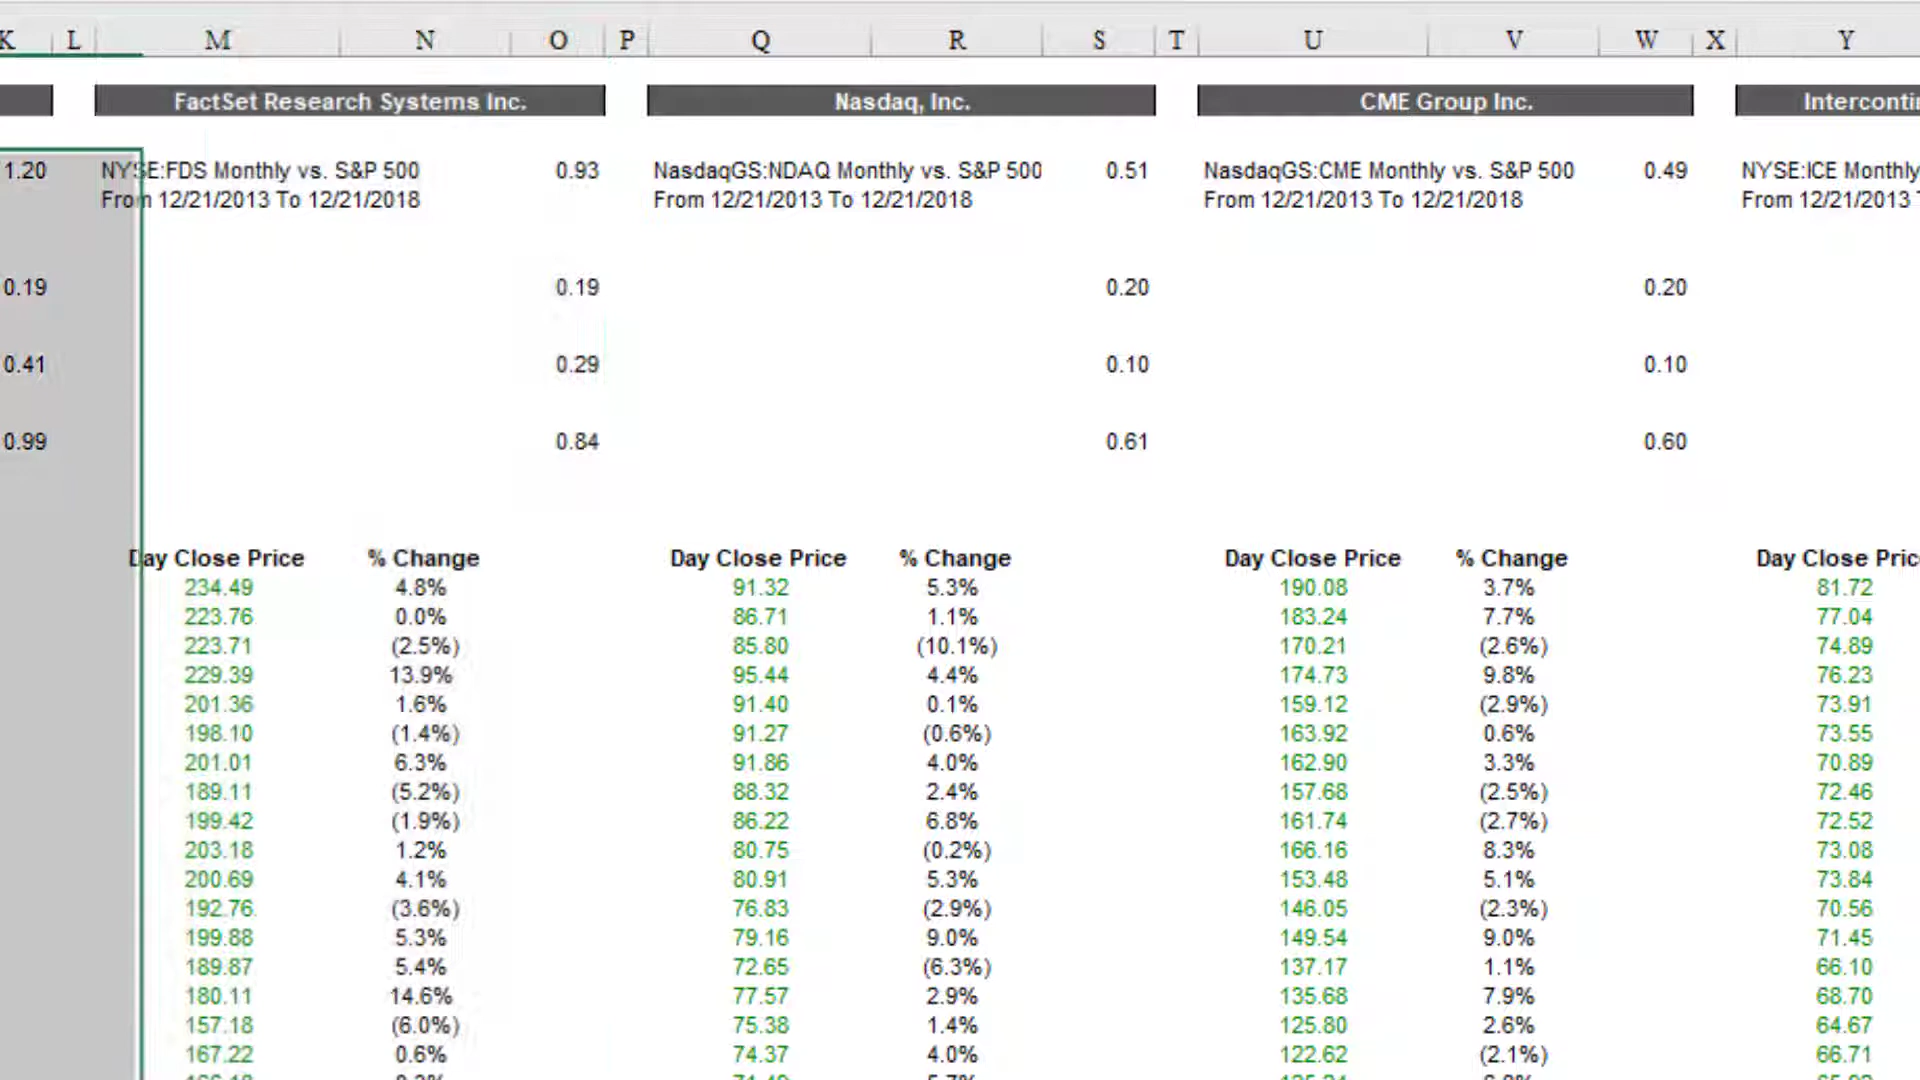 K L M N O P Q R S T U V W X Y
FactSet Research Systems Inc. Nasdaq, Inc. CME Group Inc.
1.20 NYSE:FDS Monthly vs. S&P 500 0.93 NasdaqGS:NDAQ Monthly vs. S&P 500 0.51 NasdaqGS:CME Monthly vs. S&P 500 0.49 NYSE:ICE Monthly
From 12/21/2013 To 12/21/2018 From 12/21/2013 To 12/21/2018 From 12/21/2013 To 12/21/2018 From 12/21/2013
0.19 0.19 0.20 0.20
0.41 0.29 0.10 0.10
0.99 0.84 0.61 0.60
Day Close Price % Change Day Close Price % Change Day Close Price % Change Day Close
234.49 4.8% 91.32 5.3% 190.08 3.7% 81.72
223.76 0.0% 86.71 1.1% 183.24 7.7% 77.04
223.71 (2.5%) 85.80 (10.1%) 170.21 (2.6%) 74.89
229.39 13.9% 95.44 4.4% 174.73 9.8% 76.23
201.36 1.6% 91.40 0.1% 159.12 (2.9%) 73.91
198.10 (1.4%) 91.27 (0.6%) 163.92 0.6% 73.55
201.01 6.3% 91.86 4.0% 162.90 3.3% 70.89
189.11 (5.2%) 88.32 2.4% 157.68 (2.5%) 72.46
199.42 (1.9%) 86.22 6.8% 161.74 (2.7%) 72.52
203.18 1.2% 80.75 (0.2%) 166.16 8.3% 73.08
200.69 4.1% 80.91 5.3% 153.48 5.1% 73.84
192.76 (3.6%) 76.83 (2.9%) 146.05 (2.3%) 70.56
199.88 5.3% 79.16 9.0% 149.54 9.0% 71.45
189.87 5.4% 72.65 (6.3%) 137.17 1.1% 66.10
180.11 14.6% 77.57 2.9% 135.68 7.9% 68.70
157.18 (6.0%) 75.38 1.4% 125.80 2.6% 64.67
167.22 0.6% 74.37 4.0% 122.62 (2.1%) 66.71